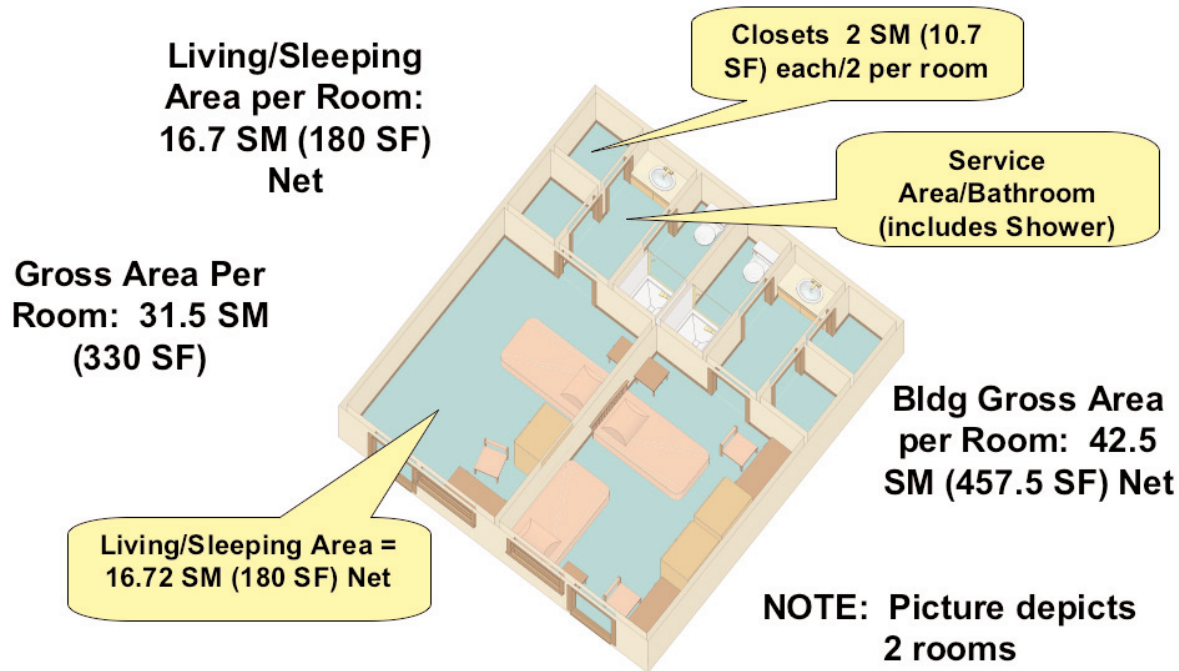 Living/Sleeping
Area per Room:
16.7 SM (180 SF)
Net
Closets  2 SM (10.7
SF) each/2 per room
Service
Area/Bathroom
(includes Shower)
Gross Area Per
Room:  31.5 SM
(330 SF)
Bldg Gross Area
per Room:  42.5
SM (457.5 SF) Net
Living/Sleeping Area =
16.72 SM (180 SF) Net
NOTE:  Picture depicts
2 rooms